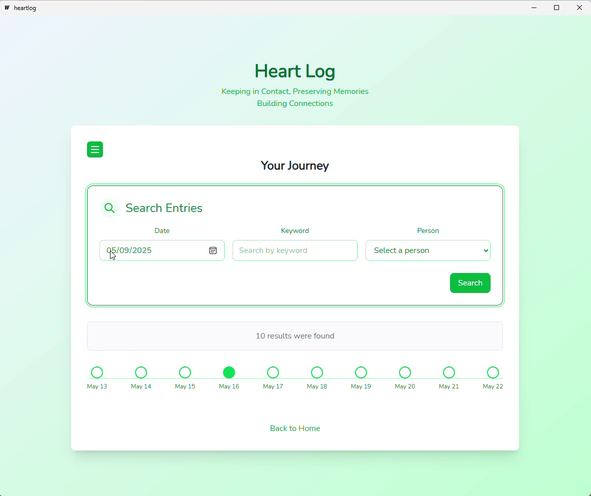 heartlog
Heart Log
Keeping in Contact, Preserving Memories
Building Connections
Your Journey
Search Entries
Date Keyword Person
05/09/2025 Search by keyword Select a person
Search
10 results were found
May 13 May 14 May 15 May 16 May 17 May 18 May 19 May 20 May 21 May 22
Back to Home